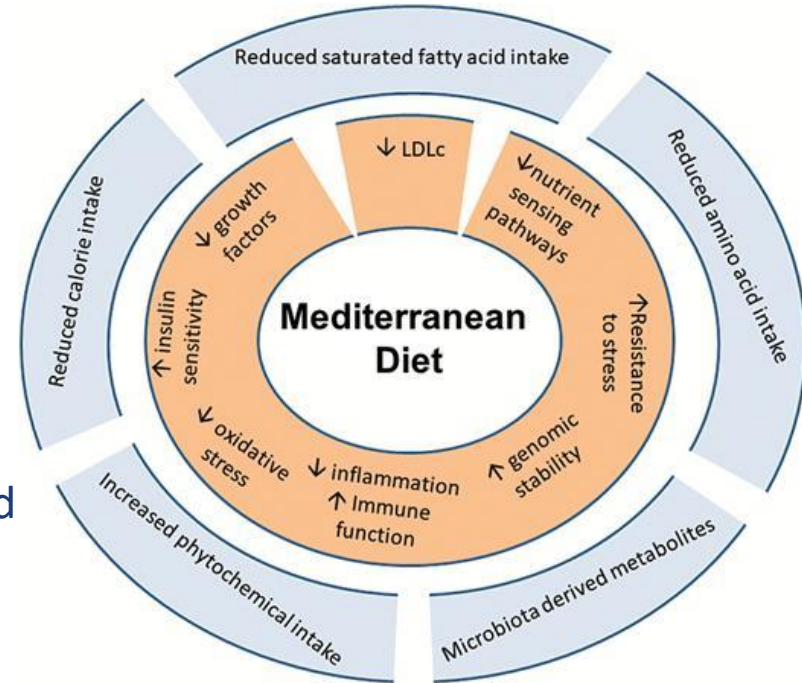 Reduced saturated fatty acid intake
Reduced amino acid intake
Microbiota derived metabolites
Increased phytochemical intake
Reduced calorie intake
↓ LDLc
↓nutrient
sensing
pathways
↑Resistance
to stress
↑ genomic
stability
↓ inflammation
↑ Immune
function
↓ oxidative
stress
↑ insulin
sensitivity
↓ growth
factors
Mediterranean
Diet
d